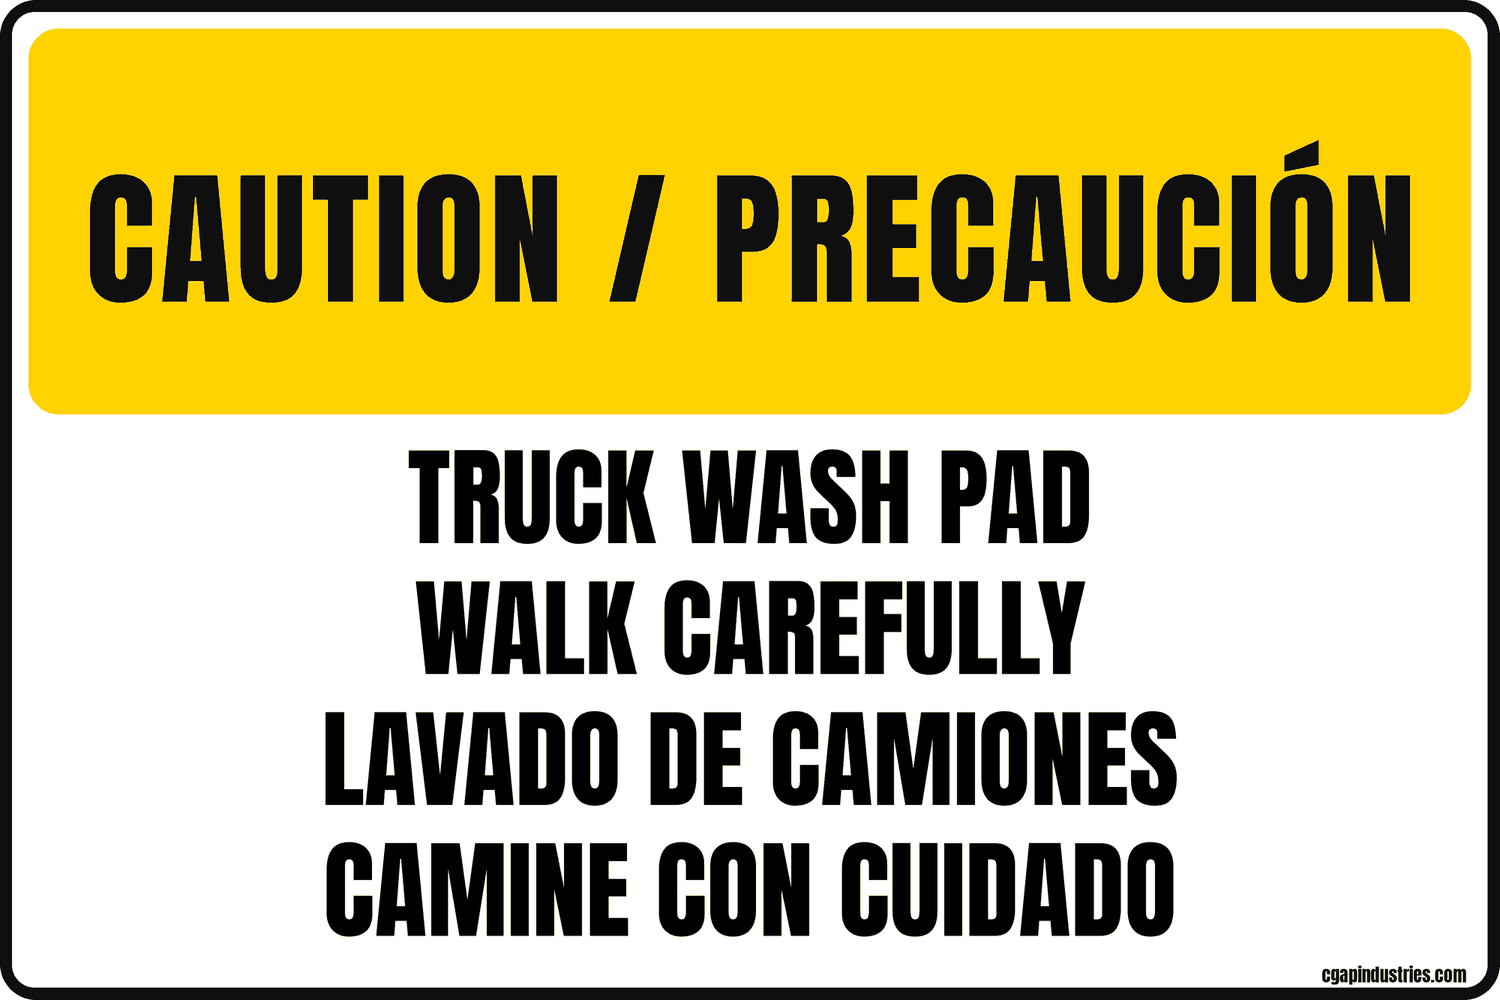 CAUTION / PRECAUCIÓN
TRUCK WASH PAD
WALK CAREFULLY
LAVADO DE CAMIONES
CAMINE CON CUIDADO
cgapindustries.com